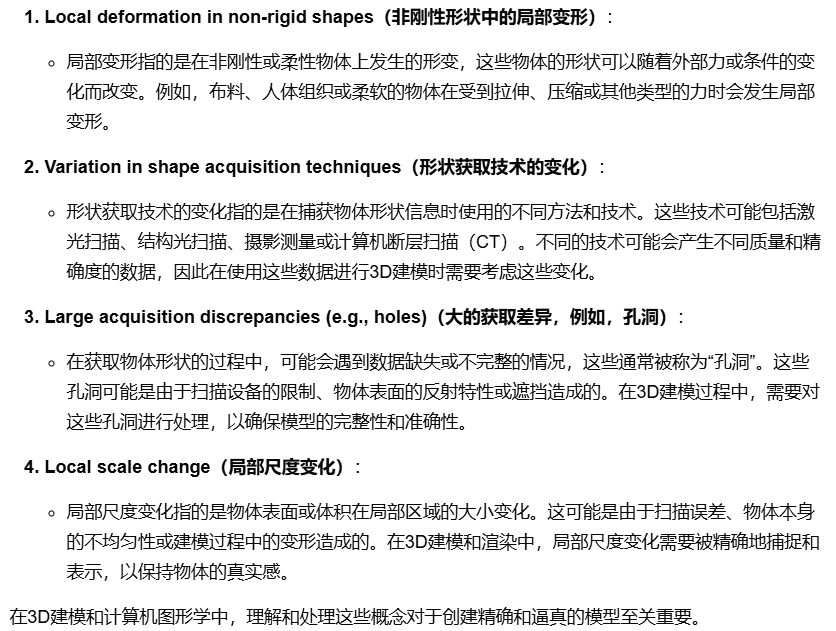 1. Local deformation in non-rigid shapes（非刚性形状中的局部变形）:
局部变形指的是在非刚性或柔性物体上发生的形变，这些物体的形状可以随着外部力或条件的变
化而改变。例如，布料、人体组织或柔软的物体在受到拉伸、压缩或其他类型的力时会发生局部
变形。
2. Variation in shape acquisition techniques（形状获取技术的变化）:
形状获取技术的变化指的是在捕获物体形状信息时使用的不同方法和技术。这些技术可能包括激
光扫描、结构光扫描、摄影测量或计算机断层扫描（CT）。不同的技术可能会产生不同质量和精
确度的数据，因此在使用这些数据进行3D建模时需要考虑这些变化。
3. Large acquisition discrepancies (e.g., holes)（大的获取差异，例如，孔洞）:
在获取物体形状的过程中，可能会遇到数据缺失或不完整的情况，这些通常被称为“孔洞”。这些
孔洞可能是由于扫描设备的限制、物体表面的反射特性或遮挡造成的。在3D建模过程中，需要对
这些孔洞进行处理，以确保模型的完整性和准确性。
4. Local scale change（局部尺度变化）:
局部尺度变化指的是物体表面或体积在局部区域的大小变化。这可能是由于扫描误差、物体本身
的不均匀性或建模过程中的变形造成的。在3D建模和渲染中，局部尺度变化需要被精确地捕捉和
表示，以保持物体的真实感。
在3D建模和计算机图形学中，理解和处理这些概念对于创建精确和逼真的模型至关重要。